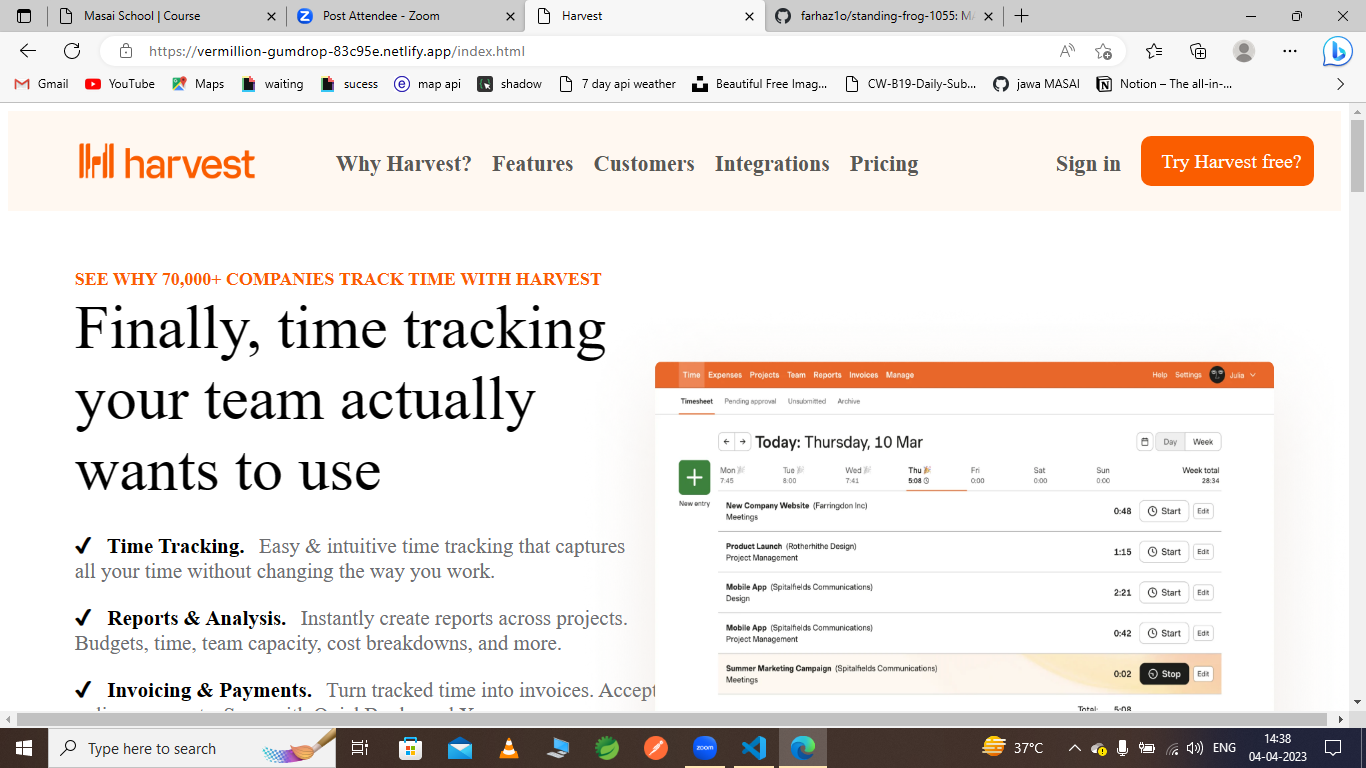 Masai School | Course
Post Attendee - Zoom
Harvest
farhaz1o/standing-frog-1055: MA
https://vermillion-gumdrop-83c95e.netlify.app/index.html
Gmail
YouTube
Maps
waiting
sucess
map api
shadow
7 day api weather
Beautiful Free Imag...
CW-B19-Daily-Sub...
jawa MASAI
Notion – The all-in-...
harvest
Why Harvest?
Features
Customers
Integrations
Pricing
Sign in
Try Harvest free?
SEE WHY 70,000+ COMPANIES TRACK TIME WITH HARVEST
Finally, time tracking
your team actually
wants to use
✔ Time Tracking. Easy & intuitive time tracking that captures
all your time without changing the way you work.
✔ Reports & Analysis. Instantly create reports across projects.
Budgets, time, team capacity, cost breakdowns, and more.
✔ Invoicing & Payments. Turn tracked time into invoices. Accept
Time Expenses Projects Team Reports Invoices Manage
Help Settings Julia
Timesheet Pending approval Unsubmitted Archive
Today: Thursday, 10 Mar
Day Week
New entry
Mon Tue Wed Thu Fri Sat Sun Week total
7:45 8:00 7:41 5:08 0:00 0:00 0:00 28:34
New Company Website (Farringdon Inc)
Meetings
0:48 Start Edit
Product Launch (Rotherhithe Design)
Project Management
1:15 Start Edit
Mobile App (Spitalfields Communications)
Design
2:21 Start Edit
Mobile App (Spitalfields Communications)
Project Management
0:42 Start Edit
Summer Marketing Campaign (Spitalfields Communications)
Meetings
0:02 Stop Edit
Total: 5:08
Type here to search
zoom
37°C
ENG
14:38
04-04-2023